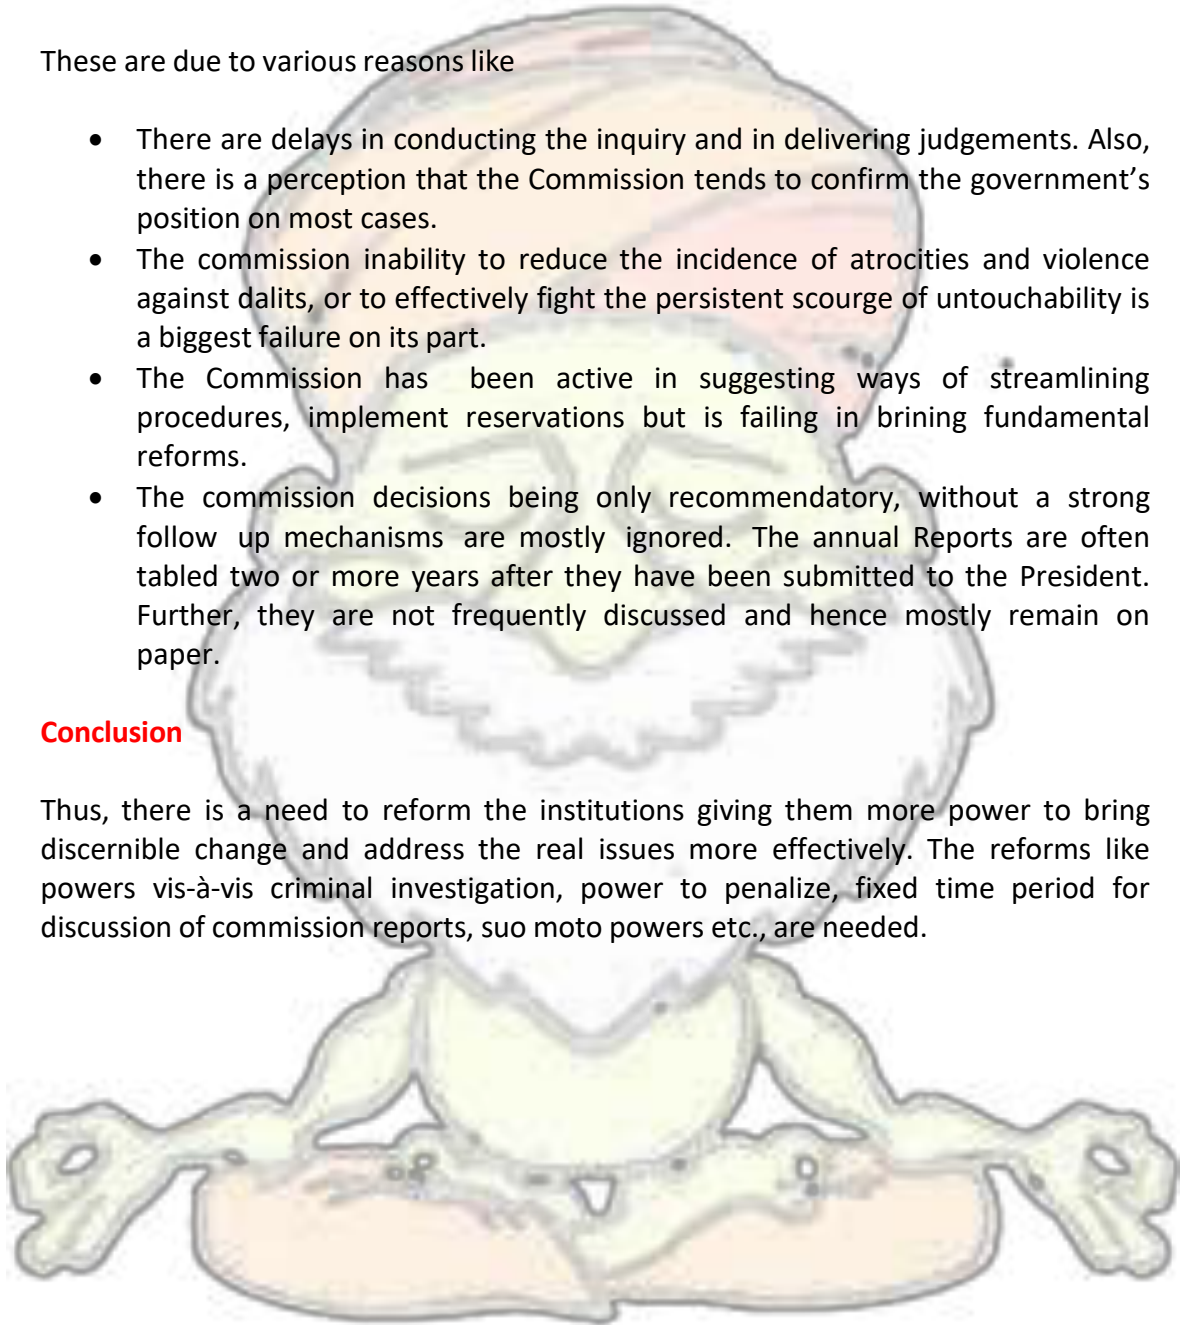 These are due to various reasons like
• There are delays in conducting the inquiry and in delivering judgements. Also,
there is a perception that the Commission tends to confirm the government's
position on most cases.
• The commission inability to reduce the incidence of atrocities and violence
against dalits, or to effectively fight the persistent scourge of untouchability is
a biggest failure on its part.
• The Commission has been active in suggesting ways of streamlining
procedures, implement reservations but is failing in brining fundamental
reforms.
• The commission decisions being only recommendatory, without a strong
follow up mechanisms are mostly ignored. The annual Reports are often
tabled two or more years after they have been submitted to the President.
Further, they are not frequently discussed and hence mostly remain on
paper.
Conclusion
Thus, there is a need to reform the institutions giving them more power to bring
discernible change and address the real issues more effectively. The reforms like
powers vis-à-vis criminal investigation, power to penalize, fixed time period for
discussion of commission reports, suo moto powers etc., are needed.